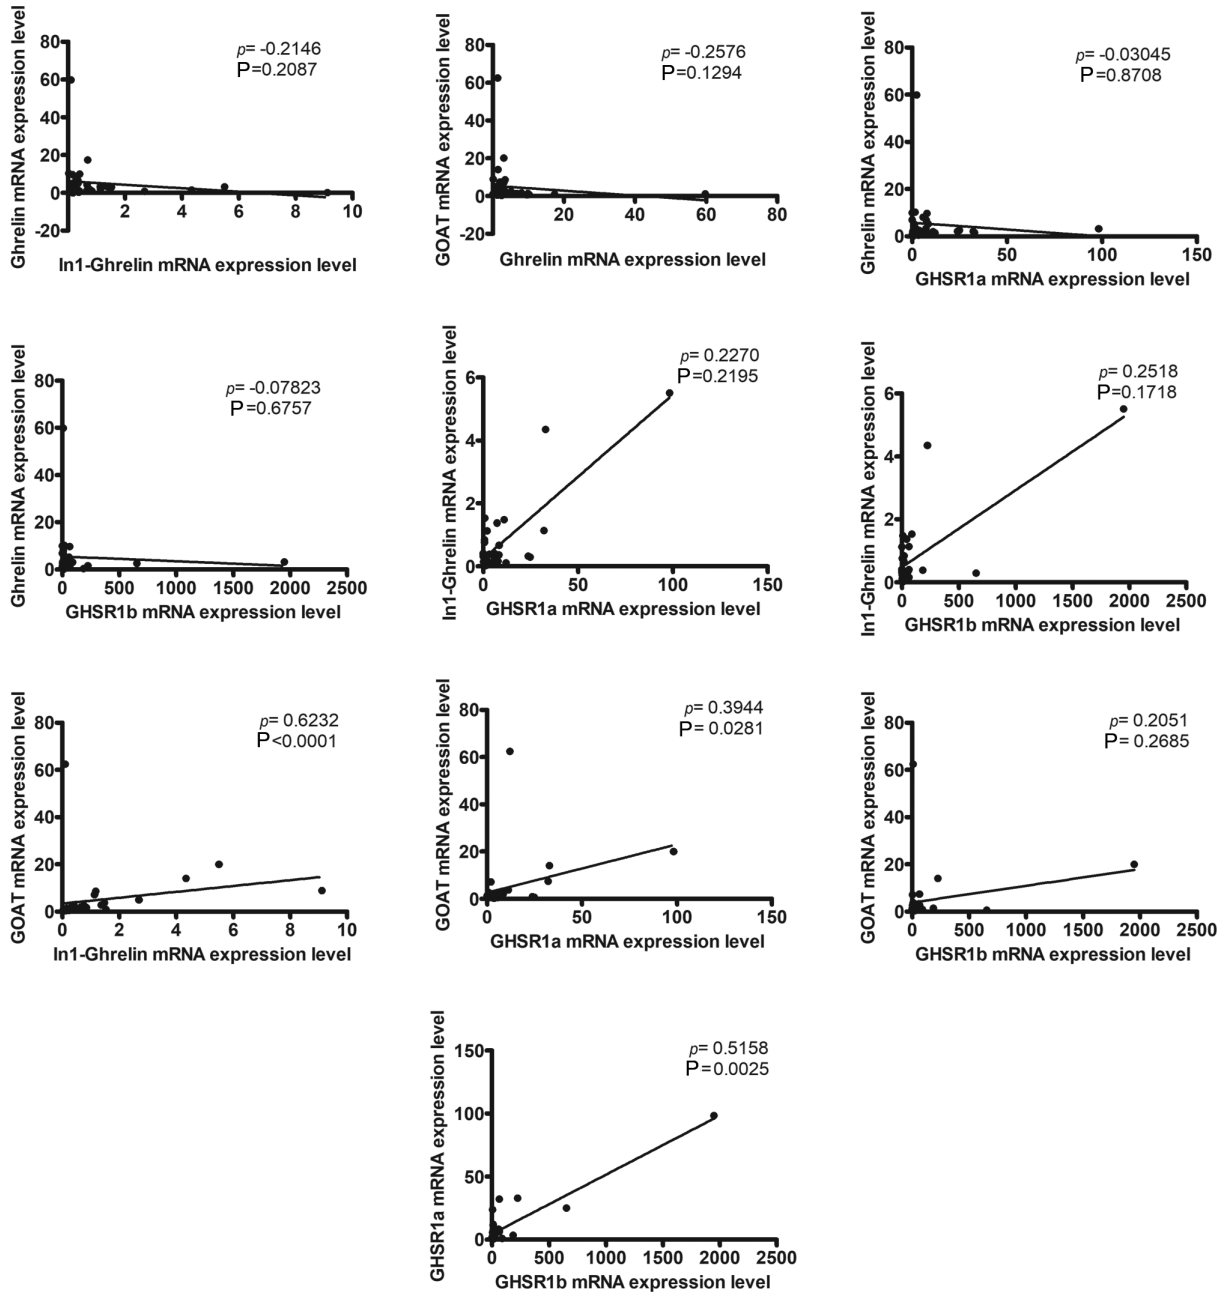 Ghrelin mRNA expression level
80
60
40
20
0
-20
2
4
6
8
10
p= -0.2146
P=0.2087
In1-Ghrelin mRNA expression level
GOAT mRNA expression level
80
60
40
20
0
-20
20
40
60
80
p= -0.2576
P=0.1294
Ghrelin mRNA expression level
Ghrelin mRNA expression level
80
60
40
20
0
0
50
100
150
p= -0.03045
P=0.8708
GHSR1a mRNA expression level
Ghrelin mRNA expression level
80
60
40
20
0
0
500
1000
1500
2000
2500
p= -0.07823
P=0.6757
GHSR1b mRNA expression level
In1-Ghrelin mRNA expression level
6
4
2
0
0
50
100
150
p= 0.2270
P=0.2195
GHSR1a mRNA expression level
In1-Ghrelin mRNA expression level
6
4
2
0
0
500
1000
1500
2000
2500
p= 0.2518
P=0.1718
GHSR1b mRNA expression level
GOAT mRNA expression level
80
60
40
20
0
0
2
4
6
8
10
p= 0.6232
P<0.0001
In1-Ghrelin mRNA expression level
GOAT mRNA expression level
80
60
40
20
0
0
50
100
150
p= 0.3944
P= 0.0281
GHSR1a mRNA expression level
GOAT mRNA expression level
80
60
40
20
0
0
500
1000
1500
2000
2500
p= 0.2051
P= 0.2685
GHSR1b mRNA expression level
GHSR1a mRNA expression level
150
100
50
0
0
500
1000
1500
2000
2500
p= 0.5158
P=0.0025
GHSR1b mRNA expression level